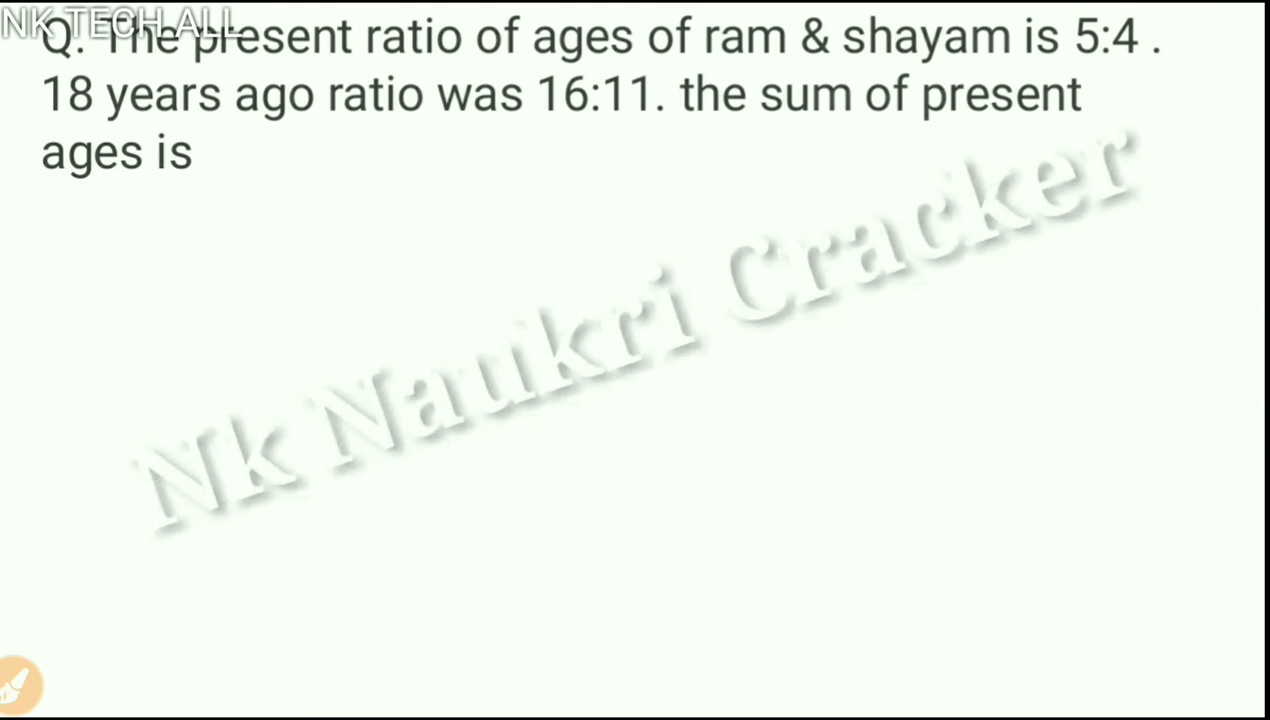 NK TECH ALL
Q. The present ratio of ages of ram & shayam is 5:4 .
18 years ago ratio was 16:11. the sum of present
ages is
Nk Naukri Cracker